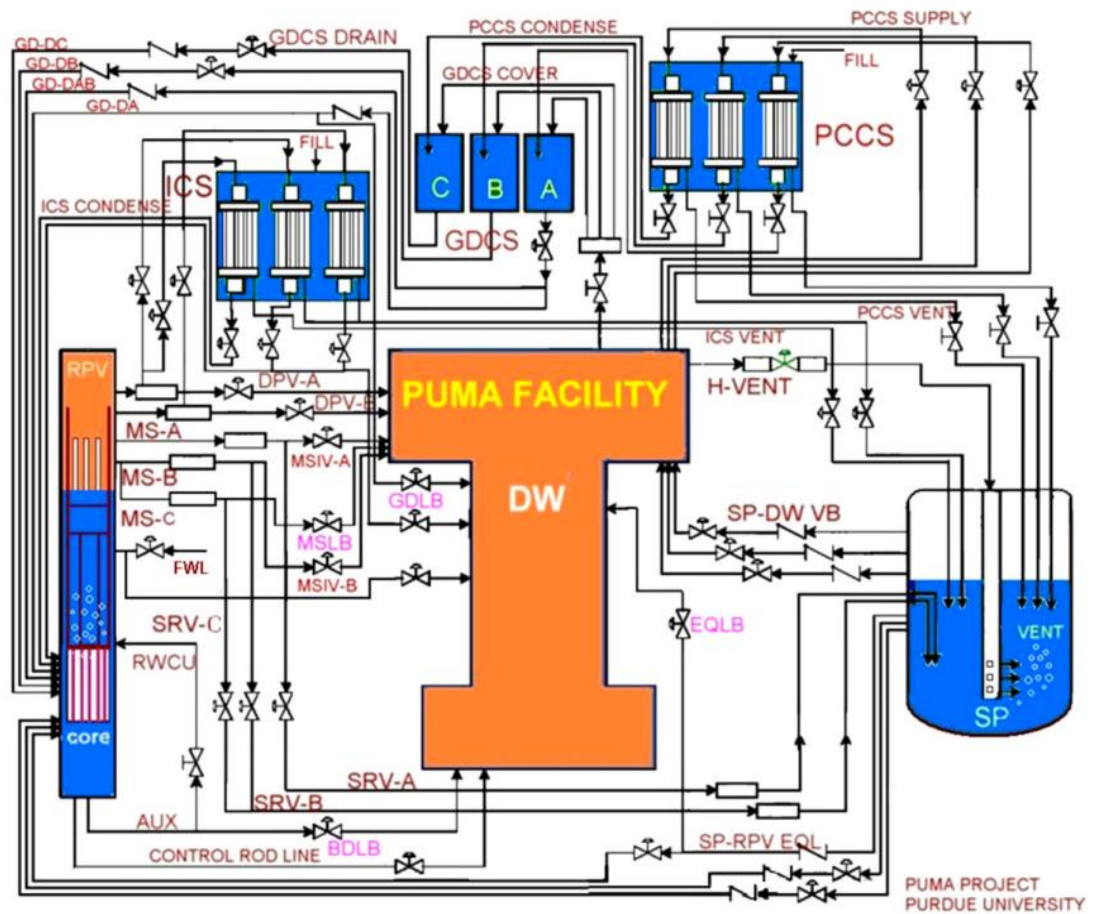 PCCS CONDENSE
PCCS SUPPLY
GD-DC
GDCS DRAIN
GD-DB
GDCS COVER
FILL
GD-DAB
GD-DA
PCCS
FILL
ICS
C
B
A
ICS CONDENSE
GDCS
PCCS VENT
ICS VENT
RPV
DPV-A
PUMA FACILITY
H-VENT
DPV-B
MS-A
MSIV-A
MS-B
GDLB
DW
MS-C
MSLB
SP-DW VB
FWL
MSIV-B
SRV-C
EQLB
VENT
RWCU
SP
core
SRV-A
SRV-B
AUX
BDLB
SP-RPV EQL
CONTROL ROD LINE
PUMA PROJECT
PURDUE UNIVERSITY